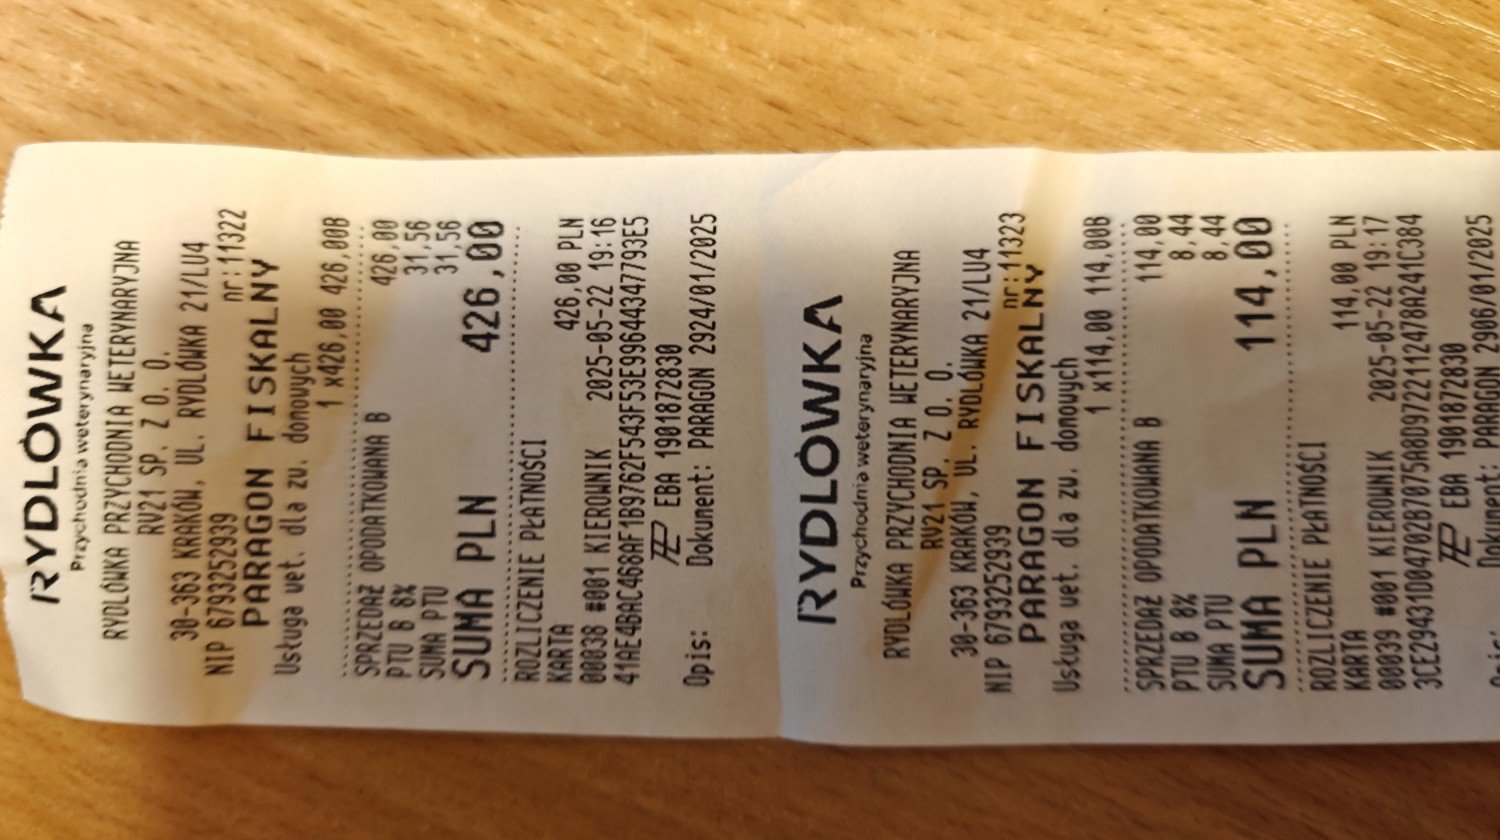 RYDLÓWKA
Przychodnia weterynaryjna
RYDLÓWKA PRZYCHODNIA WETERYNARYJNA
RV21 SP. Z O. O.
30-363 KRAKÓW, UL. RYDLÓWKA 21/LU4
NIP 6793252939 nr:11322
PARAGON FISKALNY
Usługa wet. dla zw. domowych
1 x426,00 426,00B
SPRZEDAŻ OPODATKOWANA B 426,00
PTU B 8% 31,56
SUMA PTU 31,56
SUMA PLN 426,00
ROZLICZENIE PŁATNOŚCI
KARTA 426,00 PLN
00038 #001 KIEROWNIK 2025-05-22 19:16
41AE4BAC468AF1B9762F543F53E99644347793E5
EBA 1901872830
Opis: Dokument: PARAGON 2924/01/2025
RYDLÓWKA
Przychodnia weterynaryjna
RYDLÓWKA PRZYCHODNIA WETERYNARYJNA
RV21 SP. Z O. O.
30-363 KRAKÓW, UL. RYDLÓWKA 21/LU4
NIP 6793252939 nr:11323
PARAGON FISKALNY
Usługa wet. dla zw. domowych
1 x114,00 114,00B
SPRZEDAŻ OPODATKOWANA B 114,00
PTU B 8% 8,44
SUMA PTU 8,44
SUMA PLN 114,00
ROZLICZENIE PŁATNOŚCI
KARTA 114,00 PLN
00039 #001 KIEROWNIK 2025-05-22 19:17
EBA 1901872830
Opis: Dokument: PARAGON 2906/01/2025